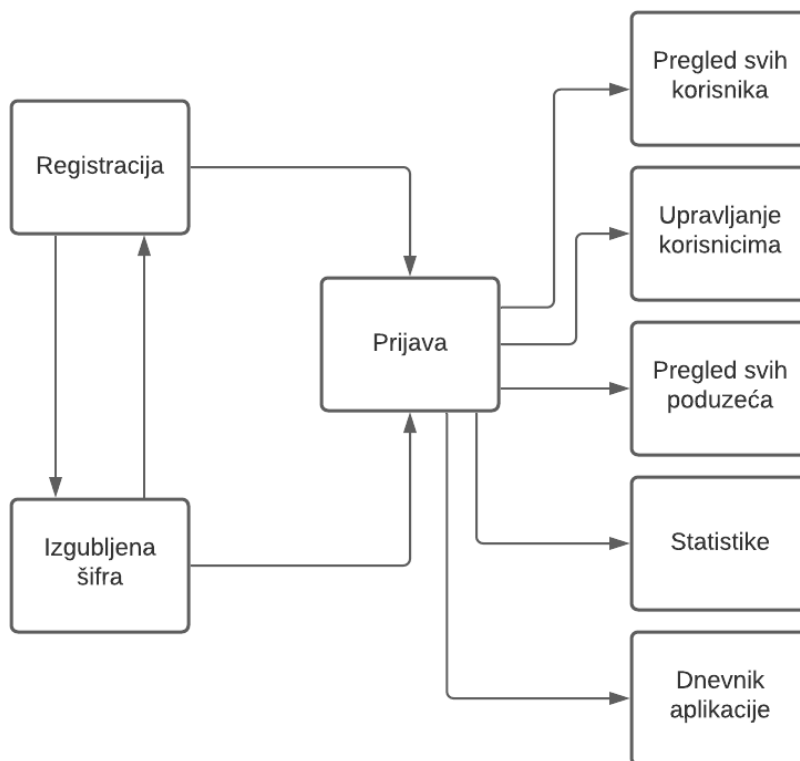 Registracija
Izgubljena
šifra
Prijava
Pregled svih
korisnika
Upravljanje
korisnicima
Pregled svih
poduzeća
Statistike
Dnevnik
aplikacije